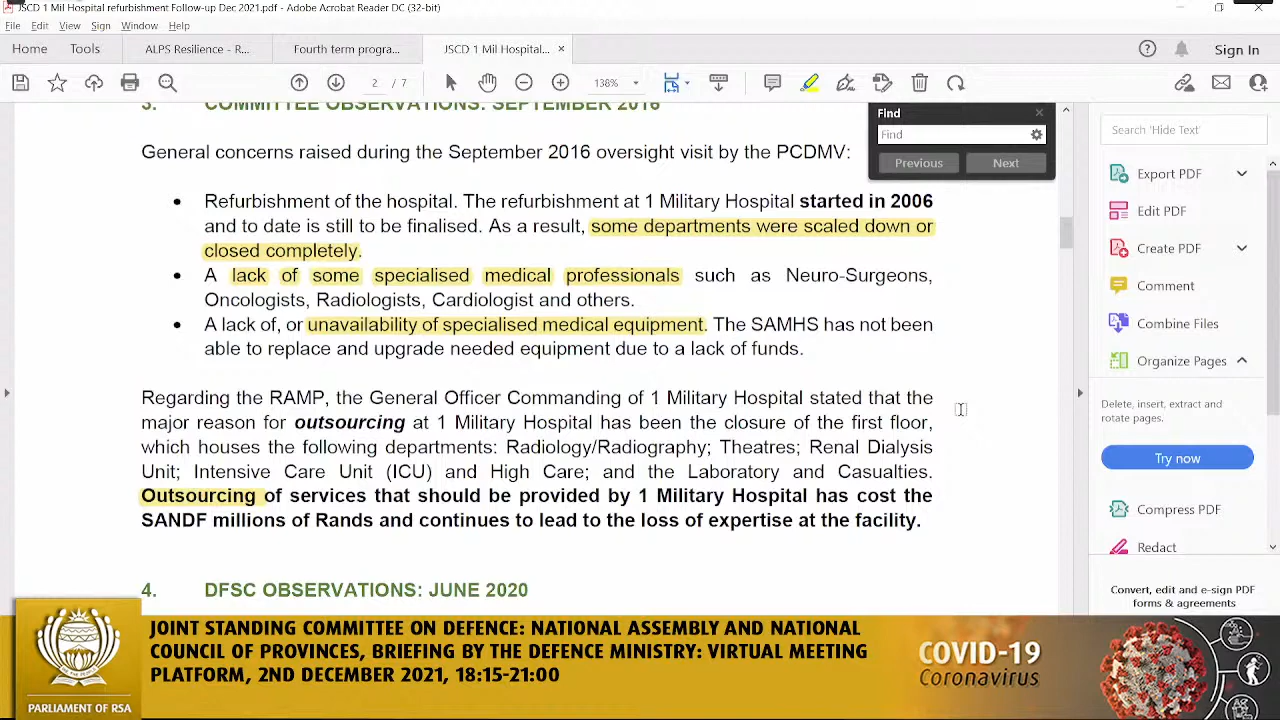 JSCD 1 Mil Hospital refurbishment Follow-up Dec 2021.pdf - Adobe Acrobat Reader DC (32-bit)
File Edit View Sign Window Help
Home Tools ALPS Resilience - R... Fourth term progra... JSCD 1 Mil Hospital... × Sign In
2 / 7 138%
3. COMMITTEE OBSERVATIONS: SEPTEMBER 2016
General concerns raised during the September 2016 oversight visit by the PCDMV:
• Refurbishment of the hospital. The refurbishment at 1 Military Hospital started in 2006
and to date is still to be finalised. As a result, some departments were scaled down or
closed completely.
• A lack of some specialised medical professionals such as Neuro-Surgeons,
Oncologists, Radiologists, Cardiologist and others.
• A lack of, or unavailability of specialised medical equipment. The SAMHS has not been
able to replace and upgrade needed equipment due to a lack of funds.
Regarding the RAMP, the General Officer Commanding of 1 Military Hospital stated that the
major reason for outsourcing at 1 Military Hospital has been the closure of the first floor,
which houses the following departments: Radiology/Radiography; Theatres; Renal Dialysis
Unit; Intensive Care Unit (ICU) and High Care; and the Laboratory and Casualties.
Outsourcing of services that should be provided by 1 Military Hospital has cost the
SANDF millions of Rands and continues to lead to the loss of expertise at the facility.
4. DFSC OBSERVATIONS: JUNE 2020
Find
Find
Previous Next
Search 'Hide Text'
Export PDF
Edit PDF
Create PDF
Comment
Combine Files
Organize Pages
Delete, insert, extract and
rotate pages.
Try now
Compress PDF
Redact
Convert, edit and e-sign PDF
forms & agreements
PARLIAMENT OF RSA
JOINT STANDING COMMITTEE ON DEFENCE: NATIONAL ASSEMBLY AND NATIONAL
COUNCIL OF PROVINCES, BRIEFING BY THE DEFENCE MINISTRY: VIRTUAL MEETING
PLATFORM, 2ND DECEMBER 2021, 18:15-21:00
COVID-19
Coronavirus